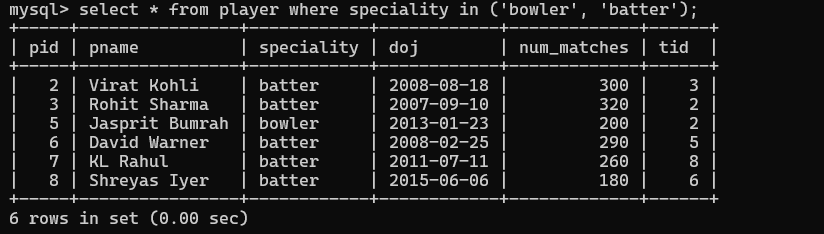 mysql> select * from player where speciality in ('bowler', 'batter');
+-----+----------------+------------+------------+-------------+------+
| pid | pname          | speciality | doj        | num_matches | tid  |
+-----+----------------+------------+------------+-------------+------+
|   2 | Virat Kohli    | batter     | 2008-08-18 |         300 |    3 |
|   3 | Rohit Sharma   | batter     | 2007-09-10 |         320 |    2 |
|   5 | Jasprit Bumrah | bowler     | 2013-01-23 |         200 |    2 |
|   6 | David Warner   | batter     | 2008-02-25 |         290 |    5 |
|   7 | KL Rahul       | batter     | 2011-07-11 |         260 |    8 |
|   8 | Shreyas Iyer   | batter     | 2015-06-06 |         180 |    6 |
+-----+----------------+------------+------------+-------------+------+
6 rows in set (0.00 sec)